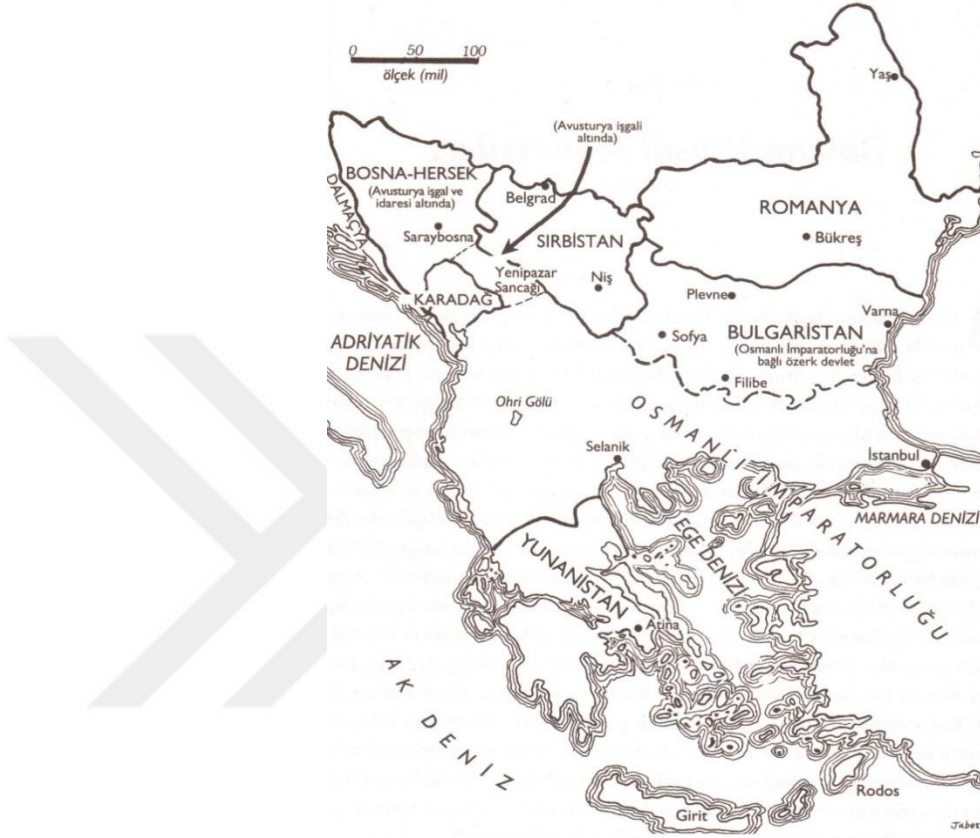 0 50 100
ölçek (mil)
Yaş
(Avusturya işgali
altında)
BOSNA-HERSEK
(Avusturya işgal ve
idaresi altında)
DALMAÇYA
Belgrad
ROMANYA
Saraybosna
SIRBİSTAN
Bükreş
Yenipazar
Sancağı
Niş
KARADAĞ
Plevne
Varna
ADRİYATİK
DENİZİ
Sofya
BULGARİSTAN
(Osmanlı İmparatorluğu'na
bağlı özerk devlet
Filibe
Ohri Gölü
OSMANLI İMPARATORLUĞU
Selanik
İstanbul
MARMARA DENİZİ
EGE DENİZİ
YUNANİSTAN
Atina
AK DENİZ
Rodos
Girit